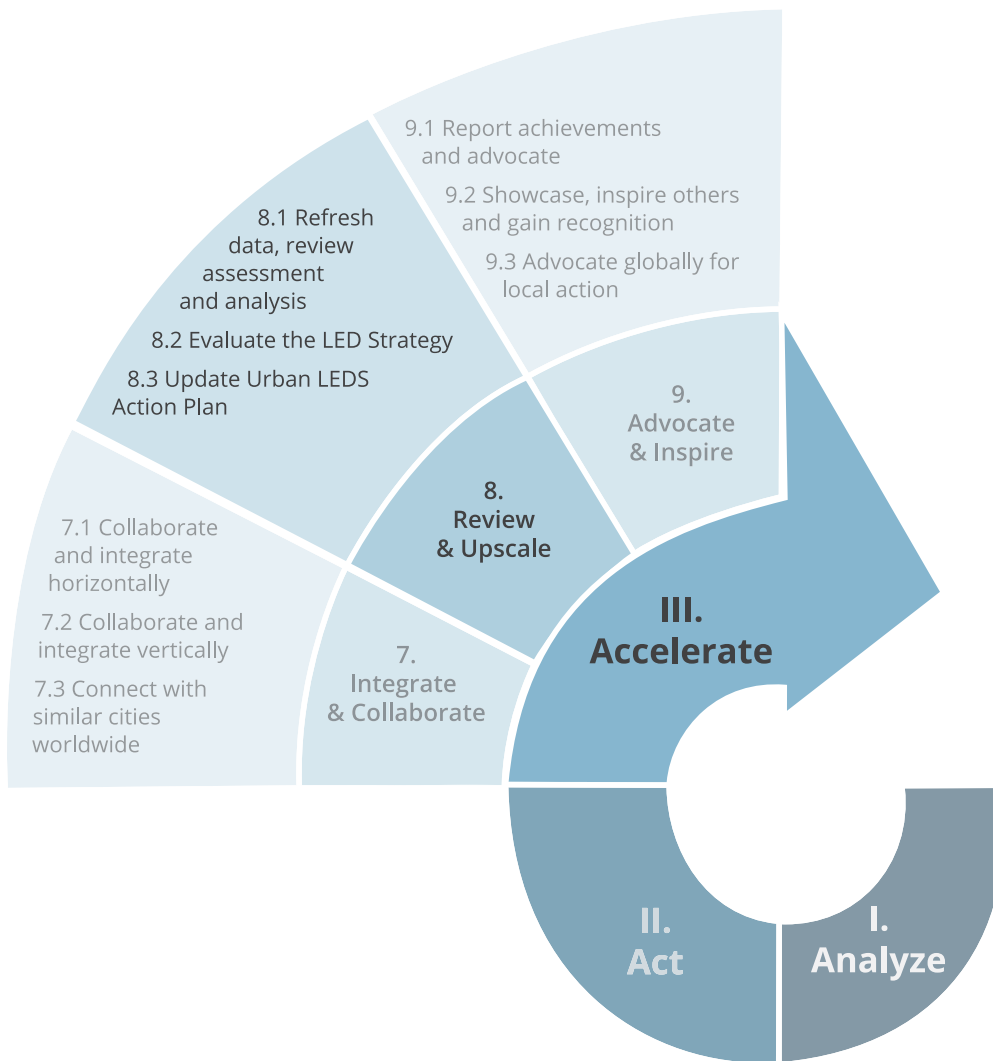 9.1 Report achievements
and advocate
9.2 Showcase, inspire others
and gain recognition
9.3 Advocate globally for
local action
8.1 Refresh
data, review
assessment
and analysis
8.2 Evaluate the LED Strategy
8.3 Update Urban LEDS
Action Plan
7.1 Collaborate
and integrate
horizontally
7.2 Collaborate and
integrate vertically
7.3 Connect with
similar cities
worldwide
9.
Advocate
& Inspire
8.
Review
& Upscale
7.
Integrate
& Collaborate
III.
Accelerate
II.
Act
I.
Analyze